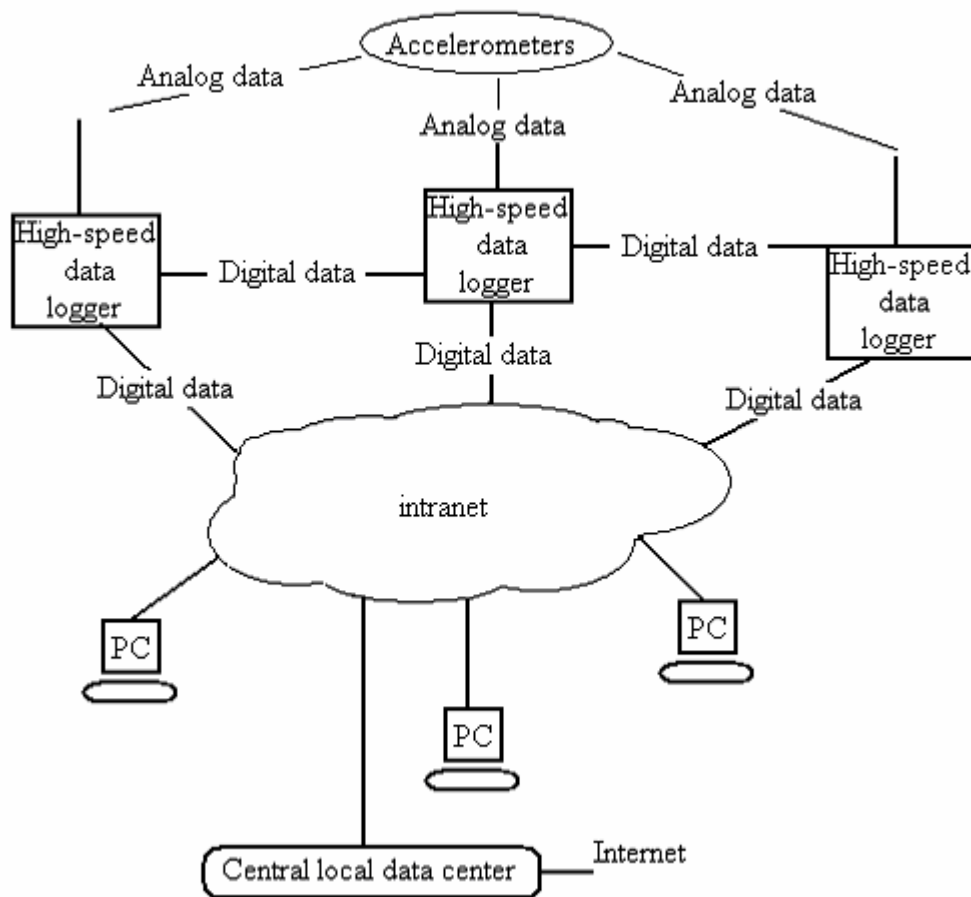 Accelerometers
Analog data
Analog data
Analog data
High-speed
data
logger
High-speed
data
logger
High-speed
data
logger
Digital data
Digital data
Digital data
Digital data
Digital data
intranet
PC
PC
PC
Central local data center
Internet